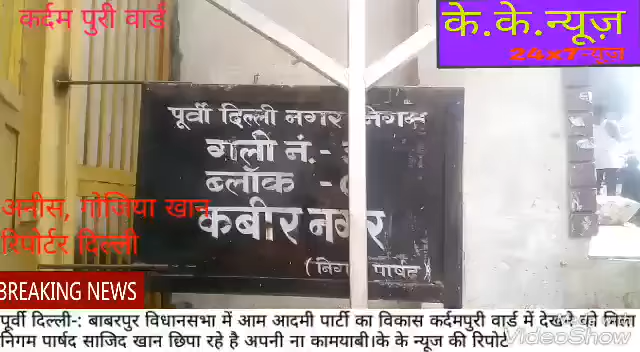 कर्दम पुरी वार्ड
के.के.न्यूज़
24x7न्यूज
पूर्वी दिल्ली नगर निगम
गली नं.-
ब्लॉक -
कबीर नगर
(निगम पार्षद)
अनीस, गोजिया खान
रिपोर्टर दिल्ली
BREAKING NEWS
पूर्वी दिल्ली-: बाबरपुर विधानसभा में आम आदमी पार्टी का विकास कर्दमपुरी वार्ड में देखने को मिला
निगम पार्षद साजिद खान छिपा रहे है अपनी ना कामयाबी।के के न्यूज की रिपोर्ट
VideoShow